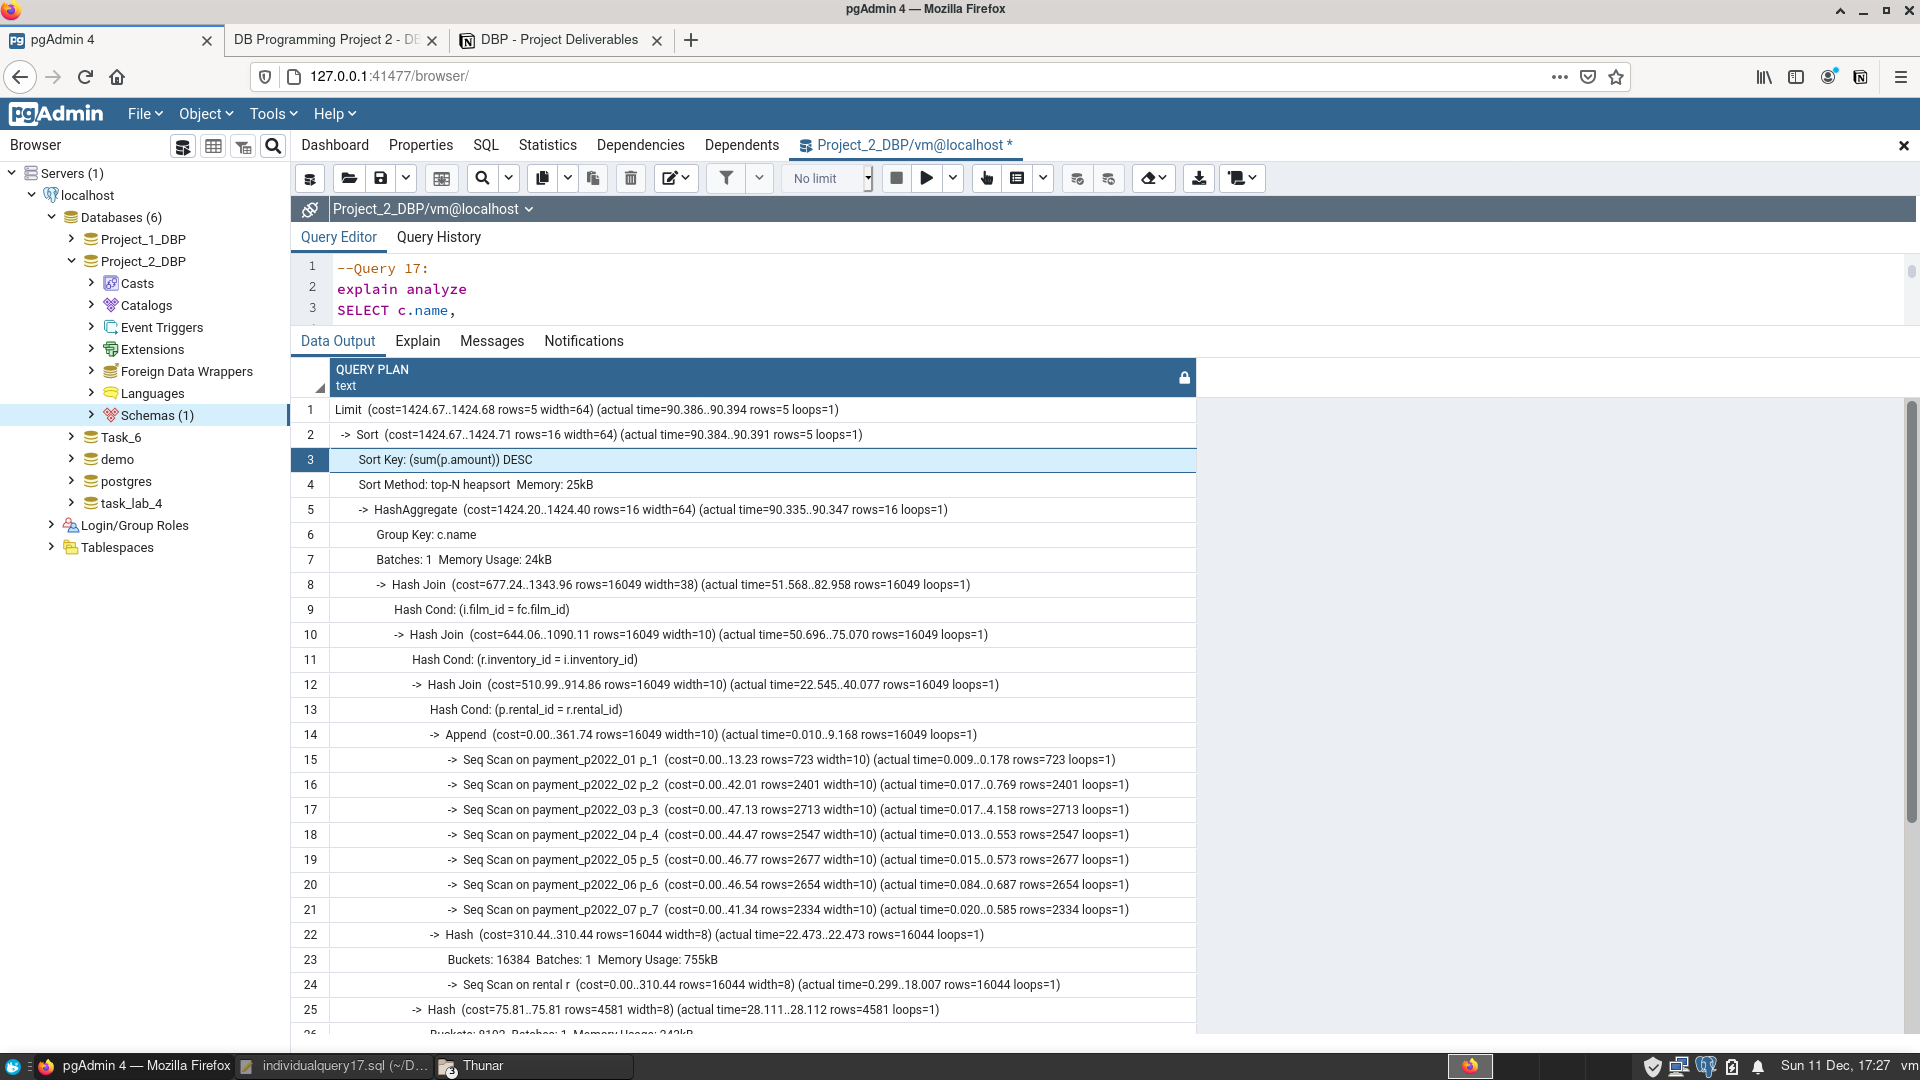 pgAdmin 4 — Mozilla Firefox
pgAdmin 4
DB Programming Project 2 - DE
DBP - Project Deliverables
127.0.0.1:41477/browser/
pgAdmin
File
Object
Tools
Help
Browser
Dashboard
Properties
SQL
Statistics
Dependencies
Dependents
Project_2_DBP/vm@localhost *
Servers (1)
localhost
Databases (6)
Project_1_DBP
Project_2_DBP
Casts
Catalogs
Event Triggers
Extensions
Foreign Data Wrappers
Languages
Schemas (1)
Task_6
demo
postgres
task_lab_4
Login/Group Roles
Tablespaces
No limit
Project_2_DBP/vm@localhost
Query Editor
Query History
1 --Query 17:
2 explain analyze
3 SELECT c.name,
Data Output
Explain
Messages
Notifications
QUERY PLAN
text
1 Limit (cost=1424.67..1424.68 rows=5 width=64) (actual time=90.386..90.394 rows=5 loops=1)
2 -> Sort (cost=1424.67..1424.71 rows=16 width=64) (actual time=90.384..90.391 rows=5 loops=1)
3 Sort Key: (sum(p.amount)) DESC
4 Sort Method: top-N heapsort Memory: 25kB
5 -> HashAggregate (cost=1424.20..1424.40 rows=16 width=64) (actual time=90.335..90.347 rows=16 loops=1)
6 Group Key: c.name
7 Batches: 1 Memory Usage: 24kB
8 -> Hash Join (cost=677.24..1343.96 rows=16049 width=38) (actual time=51.568..82.958 rows=16049 loops=1)
9 Hash Cond: (i.film_id = fc.film_id)
10 -> Hash Join (cost=644.06..1090.11 rows=16049 width=10) (actual time=50.696..75.070 rows=16049 loops=1)
11 Hash Cond: (r.inventory_id = i.inventory_id)
12 -> Hash Join (cost=510.99..914.86 rows=16049 width=10) (actual time=22.545..40.077 rows=16049 loops=1)
13 Hash Cond: (p.rental_id = r.rental_id)
14 -> Append (cost=0.00..361.74 rows=16049 width=10) (actual time=0.010..9.168 rows=16049 loops=1)
15 -> Seq Scan on payment_p2022_01 p_1 (cost=0.00..13.23 rows=723 width=10) (actual time=0.009..0.178 rows=723 loops=1)
16 -> Seq Scan on payment_p2022_02 p_2 (cost=0.00..42.01 rows=2401 width=10) (actual time=0.017..0.769 rows=2401 loops=1)
17 -> Seq Scan on payment_p2022_03 p_3 (cost=0.00..47.13 rows=2713 width=10) (actual time=0.017..4.158 rows=2713 loops=1)
18 -> Seq Scan on payment_p2022_04 p_4 (cost=0.00..44.47 rows=2547 width=10) (actual time=0.013..0.553 rows=2547 loops=1)
19 -> Seq Scan on payment_p2022_05 p_5 (cost=0.00..46.77 rows=2677 width=10) (actual time=0.015..0.573 rows=2677 loops=1)
20 -> Seq Scan on payment_p2022_06 p_6 (cost=0.00..46.54 rows=2654 width=10) (actual time=0.084..0.687 rows=2654 loops=1)
21 -> Seq Scan on payment_p2022_07 p_7 (cost=0.00..41.34 rows=2334 width=10) (actual time=0.020..0.585 rows=2334 loops=1)
22 -> Hash (cost=310.44..310.44 rows=16044 width=8) (actual time=22.473..22.473 rows=16044 loops=1)
23 Buckets: 16384 Batches: 1 Memory Usage: 755kB
24 -> Seq Scan on rental r (cost=0.00..310.44 rows=16044 width=8) (actual time=0.299..18.007 rows=16044 loops=1)
25 -> Hash (cost=75.81..75.81 rows=4581 width=8) (actual time=28.111..28.112 rows=4581 loops=1)
26 Buckets: 8192 Batches: 1 Memory Usage: 243kB
pgAdmin 4 — Mozilla Firefox
individualquery17.sql (~/D...
3
Thunar
Sun 11 Dec, 17:27
vm